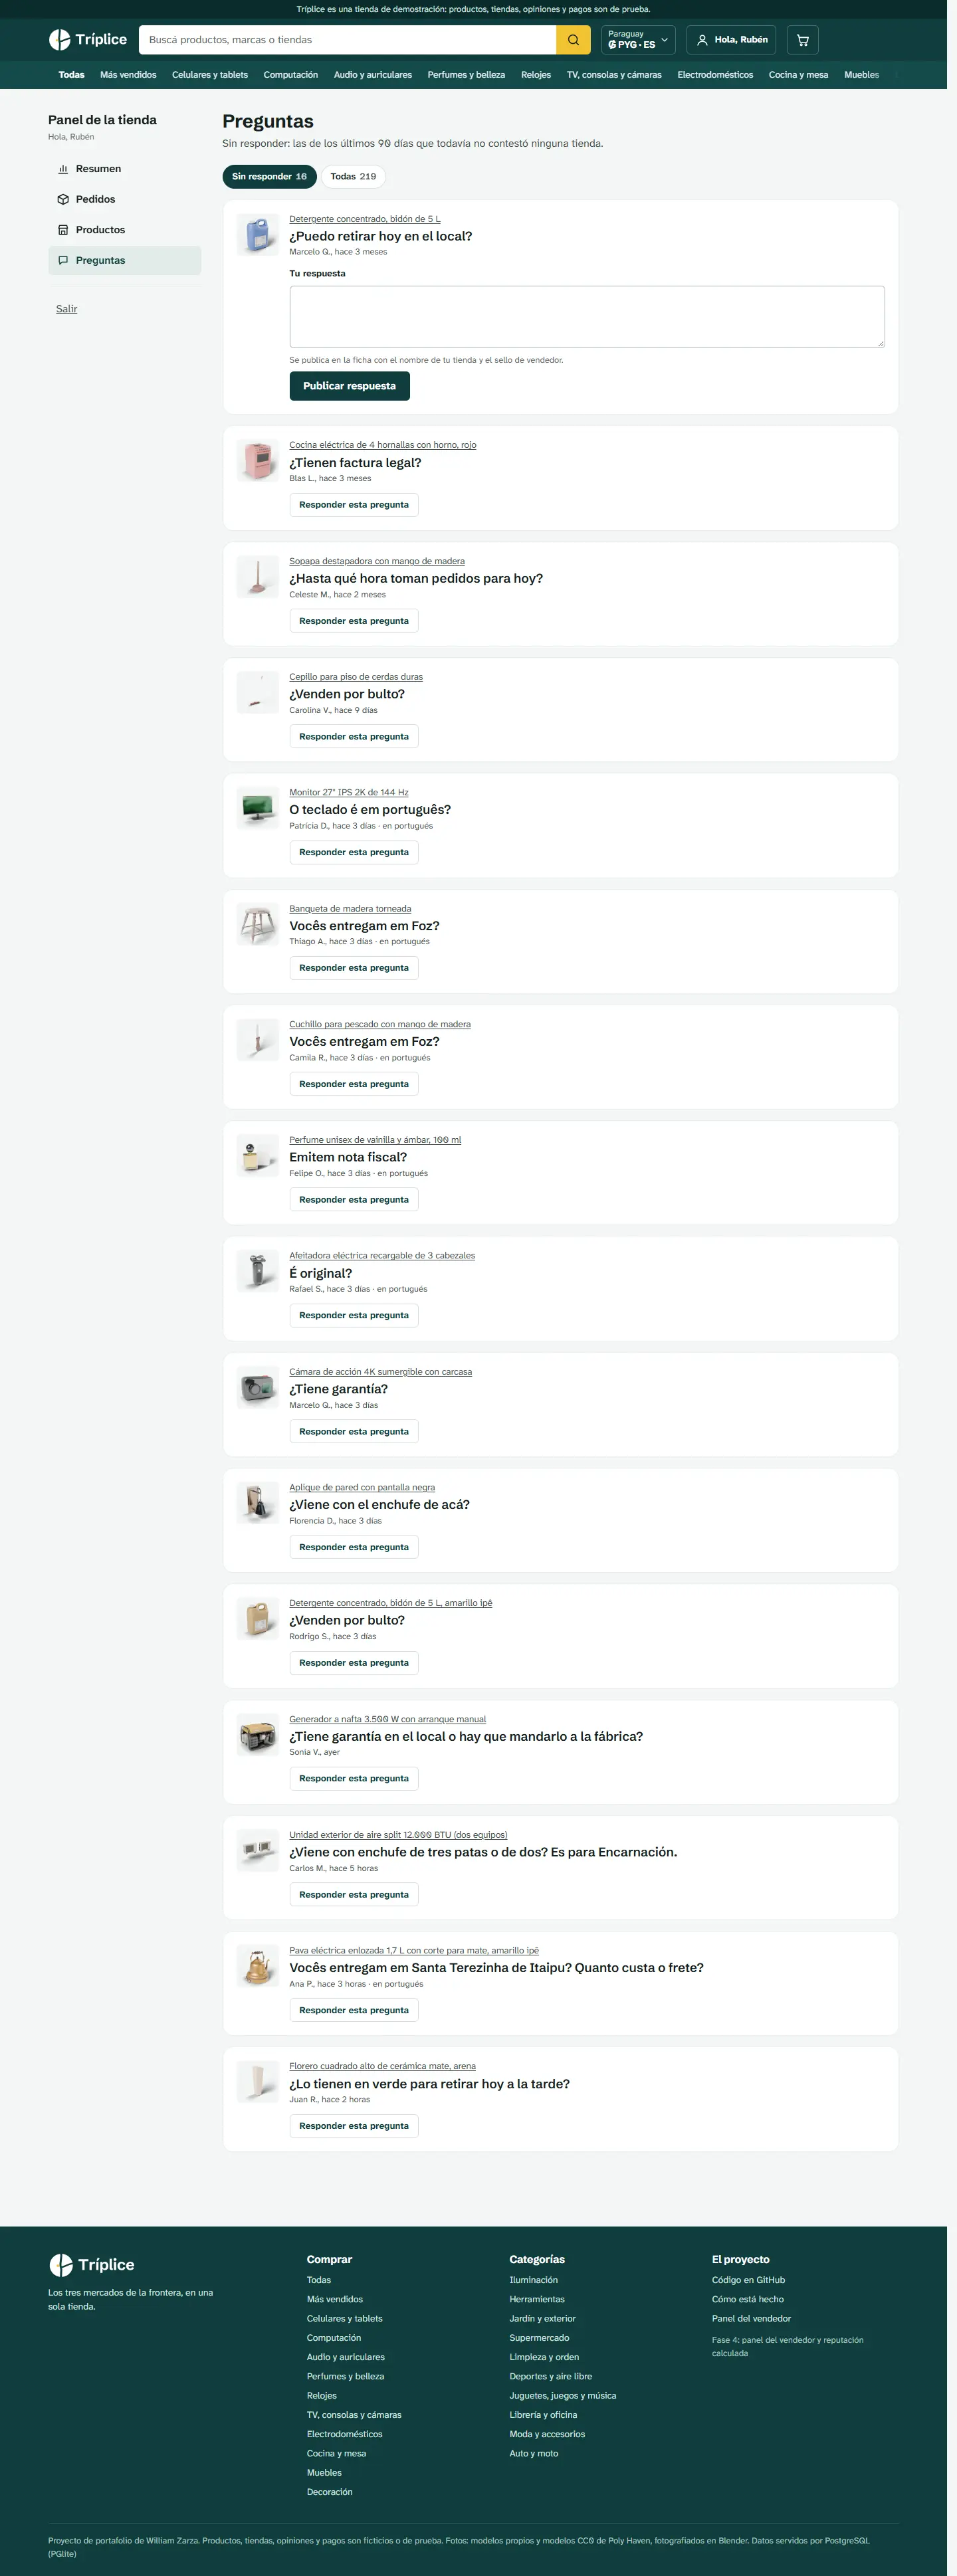 Tríplice es una tienda de demostración: productos, tiendas, opiniones y pagos son de prueba.
Tríplice
Buscá productos, marcas o tiendas
Paraguay
₲ PYG · ES
Hola, Rubén
Todas
Más vendidos
Celulares y tablets
Computación
Audio y auriculares
Perfumes y belleza
Relojes
TV, consolas y cámaras
Electrodomésticos
Cocina y mesa
Muebles
Panel de la tienda
Hola, Rubén
Resumen
Pedidos
Productos
Preguntas
Salir
Preguntas
Sin responder: las de los últimos 90 días que todavía no contestó ninguna tienda.
Sin responder 16
Todas 219
Detergente concentrado, bidón de 5 L
¿Puedo retirar hoy en el local?
Marcelo Q., hace 3 meses
Tu respuesta
Se publica en la ficha con el nombre de tu tienda y el sello de vendedor.
Publicar respuesta
Cocina eléctrica de 4 hornallas con horno, rojo
¿Tienen factura legal?
Blas L., hace 3 meses
Responder esta pregunta
Sopapa destapadora con mango de madera
¿Hasta qué hora toman pedidos para hoy?
Celeste M., hace 2 meses
Responder esta pregunta
Cepillo para piso de cerdas duras
¿Venden por bulto?
Carolina V., hace 9 días
Responder esta pregunta
Monitor 27" IPS 2K de 144 Hz
O teclado é em português?
Patricia D., hace 3 días · en portugués
Responder esta pregunta
Banqueta de madera torneada
Vocês entregam em Foz?
Thiago A., hace 3 días · en portugués
Responder esta pregunta
Cuchillo para pescado con mango de madera
Vocês entregam em Foz?
Camila R., hace 3 días · en portugués
Responder esta pregunta
Perfume unisex de vainilla y ámbar, 100 ml
Emitem nota fiscal?
Felipe O., hace 3 días · en portugués
Responder esta pregunta
Afeitadora eléctrica recargable de 3 cabezales
É original?
Rafael S., hace 3 días · en portugués
Responder esta pregunta
Cámara de acción 4K sumergible con carcasa
¿Tiene garantía?
Marcelo Q., hace 3 días
Responder esta pregunta
Aplique de pared con pantalla negra
¿Viene con el enchufe de acá?
Florencia D., hace 3 días
Responder esta pregunta
Detergente concentrado, bidón de 5 L, amarillo ipê
¿Venden por bulto?
Rodrigo S., hace 3 días
Responder esta pregunta
Generador a nafta 3.500 W con arranque manual
¿Tiene garantía en el local o hay que mandarlo a la fábrica?
Sonia V., ayer
Responder esta pregunta
Unidad exterior de aire split 12.000 BTU (dos equipos)
¿Viene con enchufe de tres patas o de dos? Es para Encarnación.
Carlos M., hace 5 horas
Responder esta pregunta
Pava eléctrica enlozada 1,7 L con corte para mate, amarillo ipê
Vocês entregam em Santa Terezinha de Itaipu? Quanto custa o frete?
Ana P., hace 3 horas · en portugués
Responder esta pregunta
Florero cuadrado alto de cerámica mate, arena
¿Lo tienen en verde para retirar hoy a la tarde?
Juan R., hace 2 horas
Responder esta pregunta
Tríplice
Los tres mercados de la frontera, en una
sola tienda.
Comprar
Todas
Más vendidos
Celulares y tablets
Computación
Audio y auriculares
Perfumes y belleza
Relojes
TV, consolas y cámaras
Electrodomésticos
Cocina y mesa
Muebles
Decoración
Categorías
Iluminación
Herramientas
Jardín y exterior
Supermercado
Limpieza y orden
Deportes y aire libre
Juguetes, juegos y música
Librería y oficina
Moda y accesorios
Auto y moto
El proyecto
Código en GitHub
Cómo está hecho
Panel del vendedor
Fase 4: panel del vendedor y reputación
calculada
Proyecto de portafolio de William Zarza. Productos, tiendas, opiniones y pagos son ficticios o de prueba. Fotos: modelos propios y modelos CC0 de Poly Haven, fotografiados en Blender. Datos servidos por PostgreSQL
(PGlite)